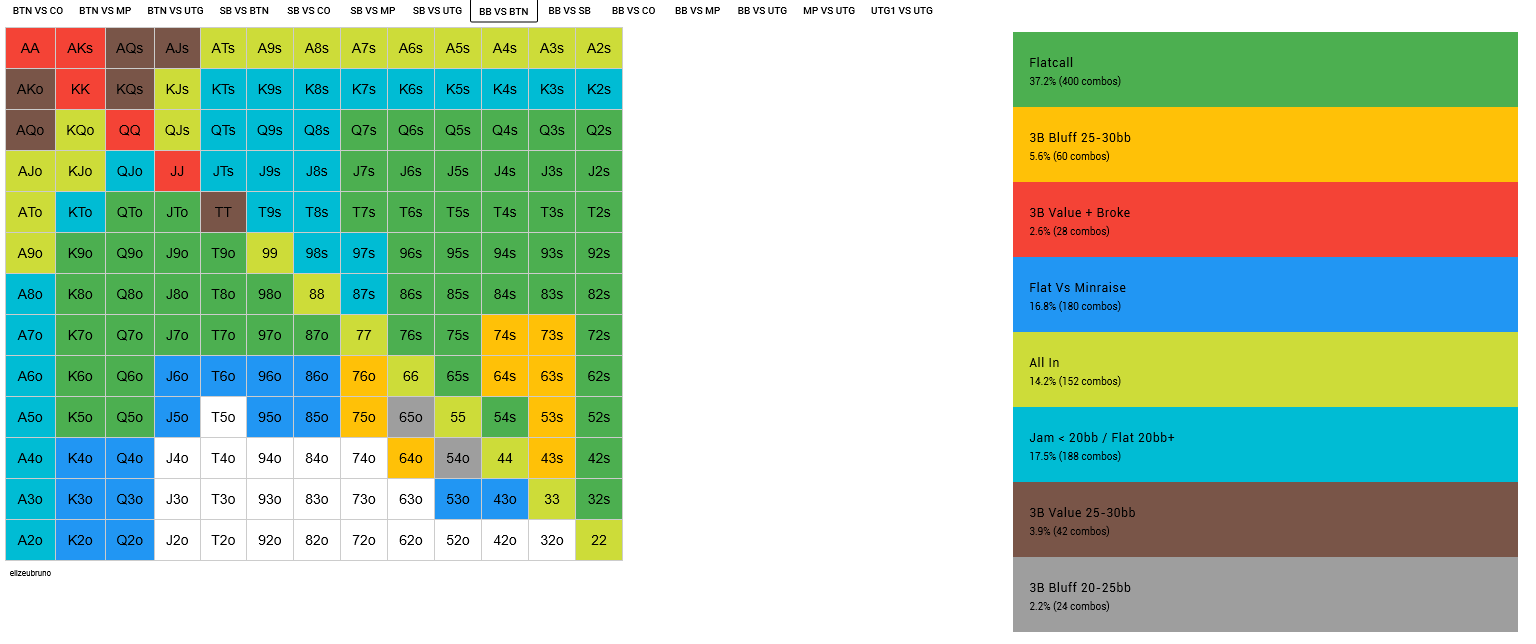 BTN VS CO BTN VS MP BTN VS UTG SB VS BTN SB VS CO SB VS MP SB VS UTG BB VS BTN BB VS SB BB VS CO BB VS MP BB VS UTG MP VS UTG UTG1 VS UTG
AA AKs AQs AJs ATs A9s A8s A7s A6s A5s A4s A3s A2s
AKo KK KQs KJs KTs K9s K8s K7s K6s K5s K4s K3s K2s
AQo KQo QQ QJs QTs Q9s Q8s Q7s Q6s Q5s Q4s Q3s Q2s
AJo KJo QJo JJ JTs J9s J8s J7s J6s J5s J4s J3s J2s
ATo KTo QTo JTo TT T9s T8s T7s T6s T5s T4s T3s T2s
A9o K9o Q9o J9o T9o 99 98s 97s 96s 95s 94s 93s 92s
A8o K8o Q8o J8o T8o 98o 88 87s 86s 85s 84s 83s 82s
A7o K7o Q7o J7o T7o 97o 87o 77 76s 75s 74s 73s 72s
A6o K6o Q6o J6o T6o 96o 86o 76o 66 65s 64s 63s 62s
A5o K5o Q5o J5o T5o 95o 85o 75o 65o 55 54s 53s 52s
A4o K4o Q4o J4o T4o 94o 84o 74o 64o 54o 44 43s 42s
A3o K3o Q3o J3o T3o 93o 83o 73o 63o 53o 43o 33 32s
A2o K2o Q2o J2o T2o 92o 82o 72o 62o 52o 42o 32o 22
elizeubruno
Flatcall
37.2% (400 combos)
3B Bluff 25-30bb
5.6% (60 combos)
3B Value + Broke
2.6% (28 combos)
Flat Vs Minraise
16.8% (180 combos)
All In
14.2% (152 combos)
Jam < 20bb / Flat 20bb+
17.5% (188 combos)
3B Value 25-30bb
3.9% (42 combos)
3B Bluff 20-25bb
2.2% (24 combos)